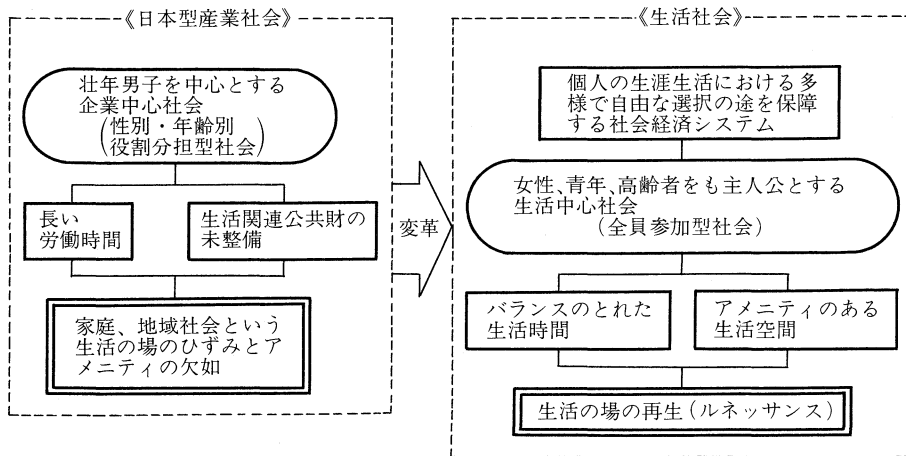 《日本型産業社会》
壮年男子を中心とする
企業中心社会
(性別・年齢別
役割分担型社会)
長い
労働時間
生活関連公共財の
未整備
家庭、地域社会という
生活の場のひずみとア
メニティの欠如
変革
《生活社会》
個人の生涯生活における多
様で自由な選択の途を保障
する社会経済システム
女性、青年、高齢者をも主人公とする
生活中心社会
(全員参加型社会)
バランスのとれた
生活時間
アメニティのある
生活空間
生活の場の再生(ルネッサンス)